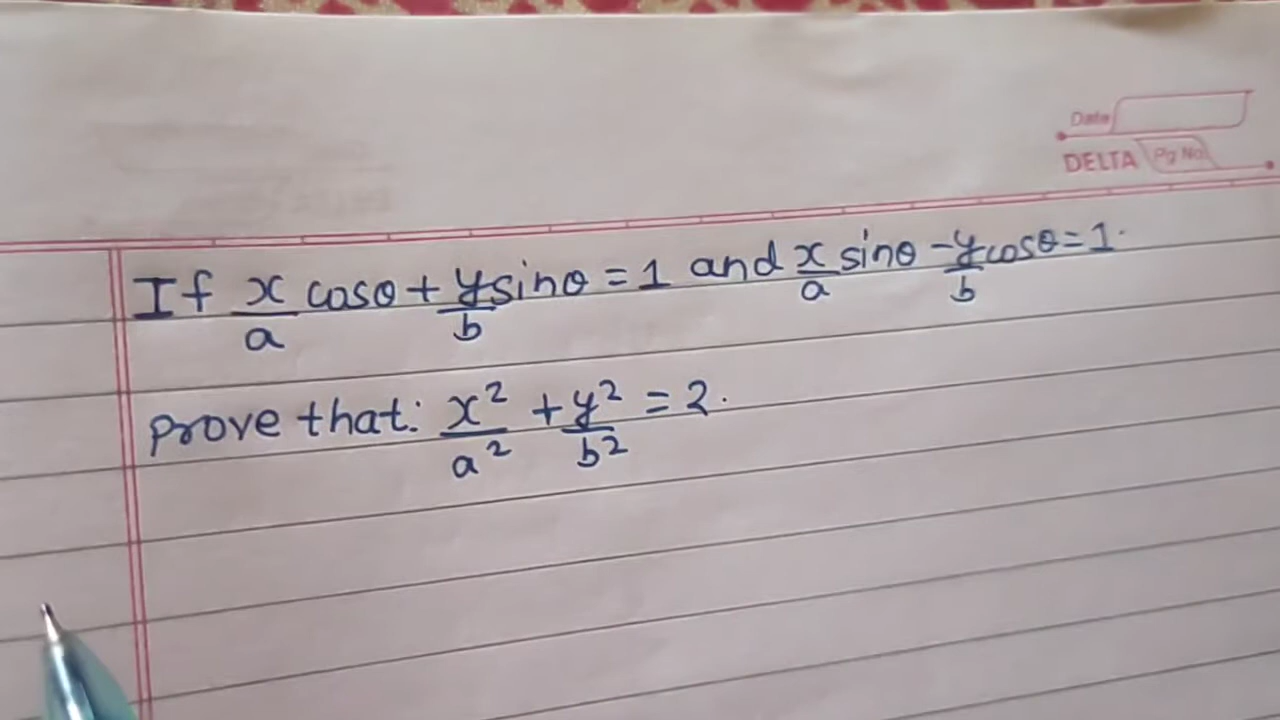 Date
DELTA Pg No
If x/a cosθ + y/b sinθ = 1 and x/a sinθ - y/b cosθ = 1.
prove that: x²/a² + y²/b² = 2.